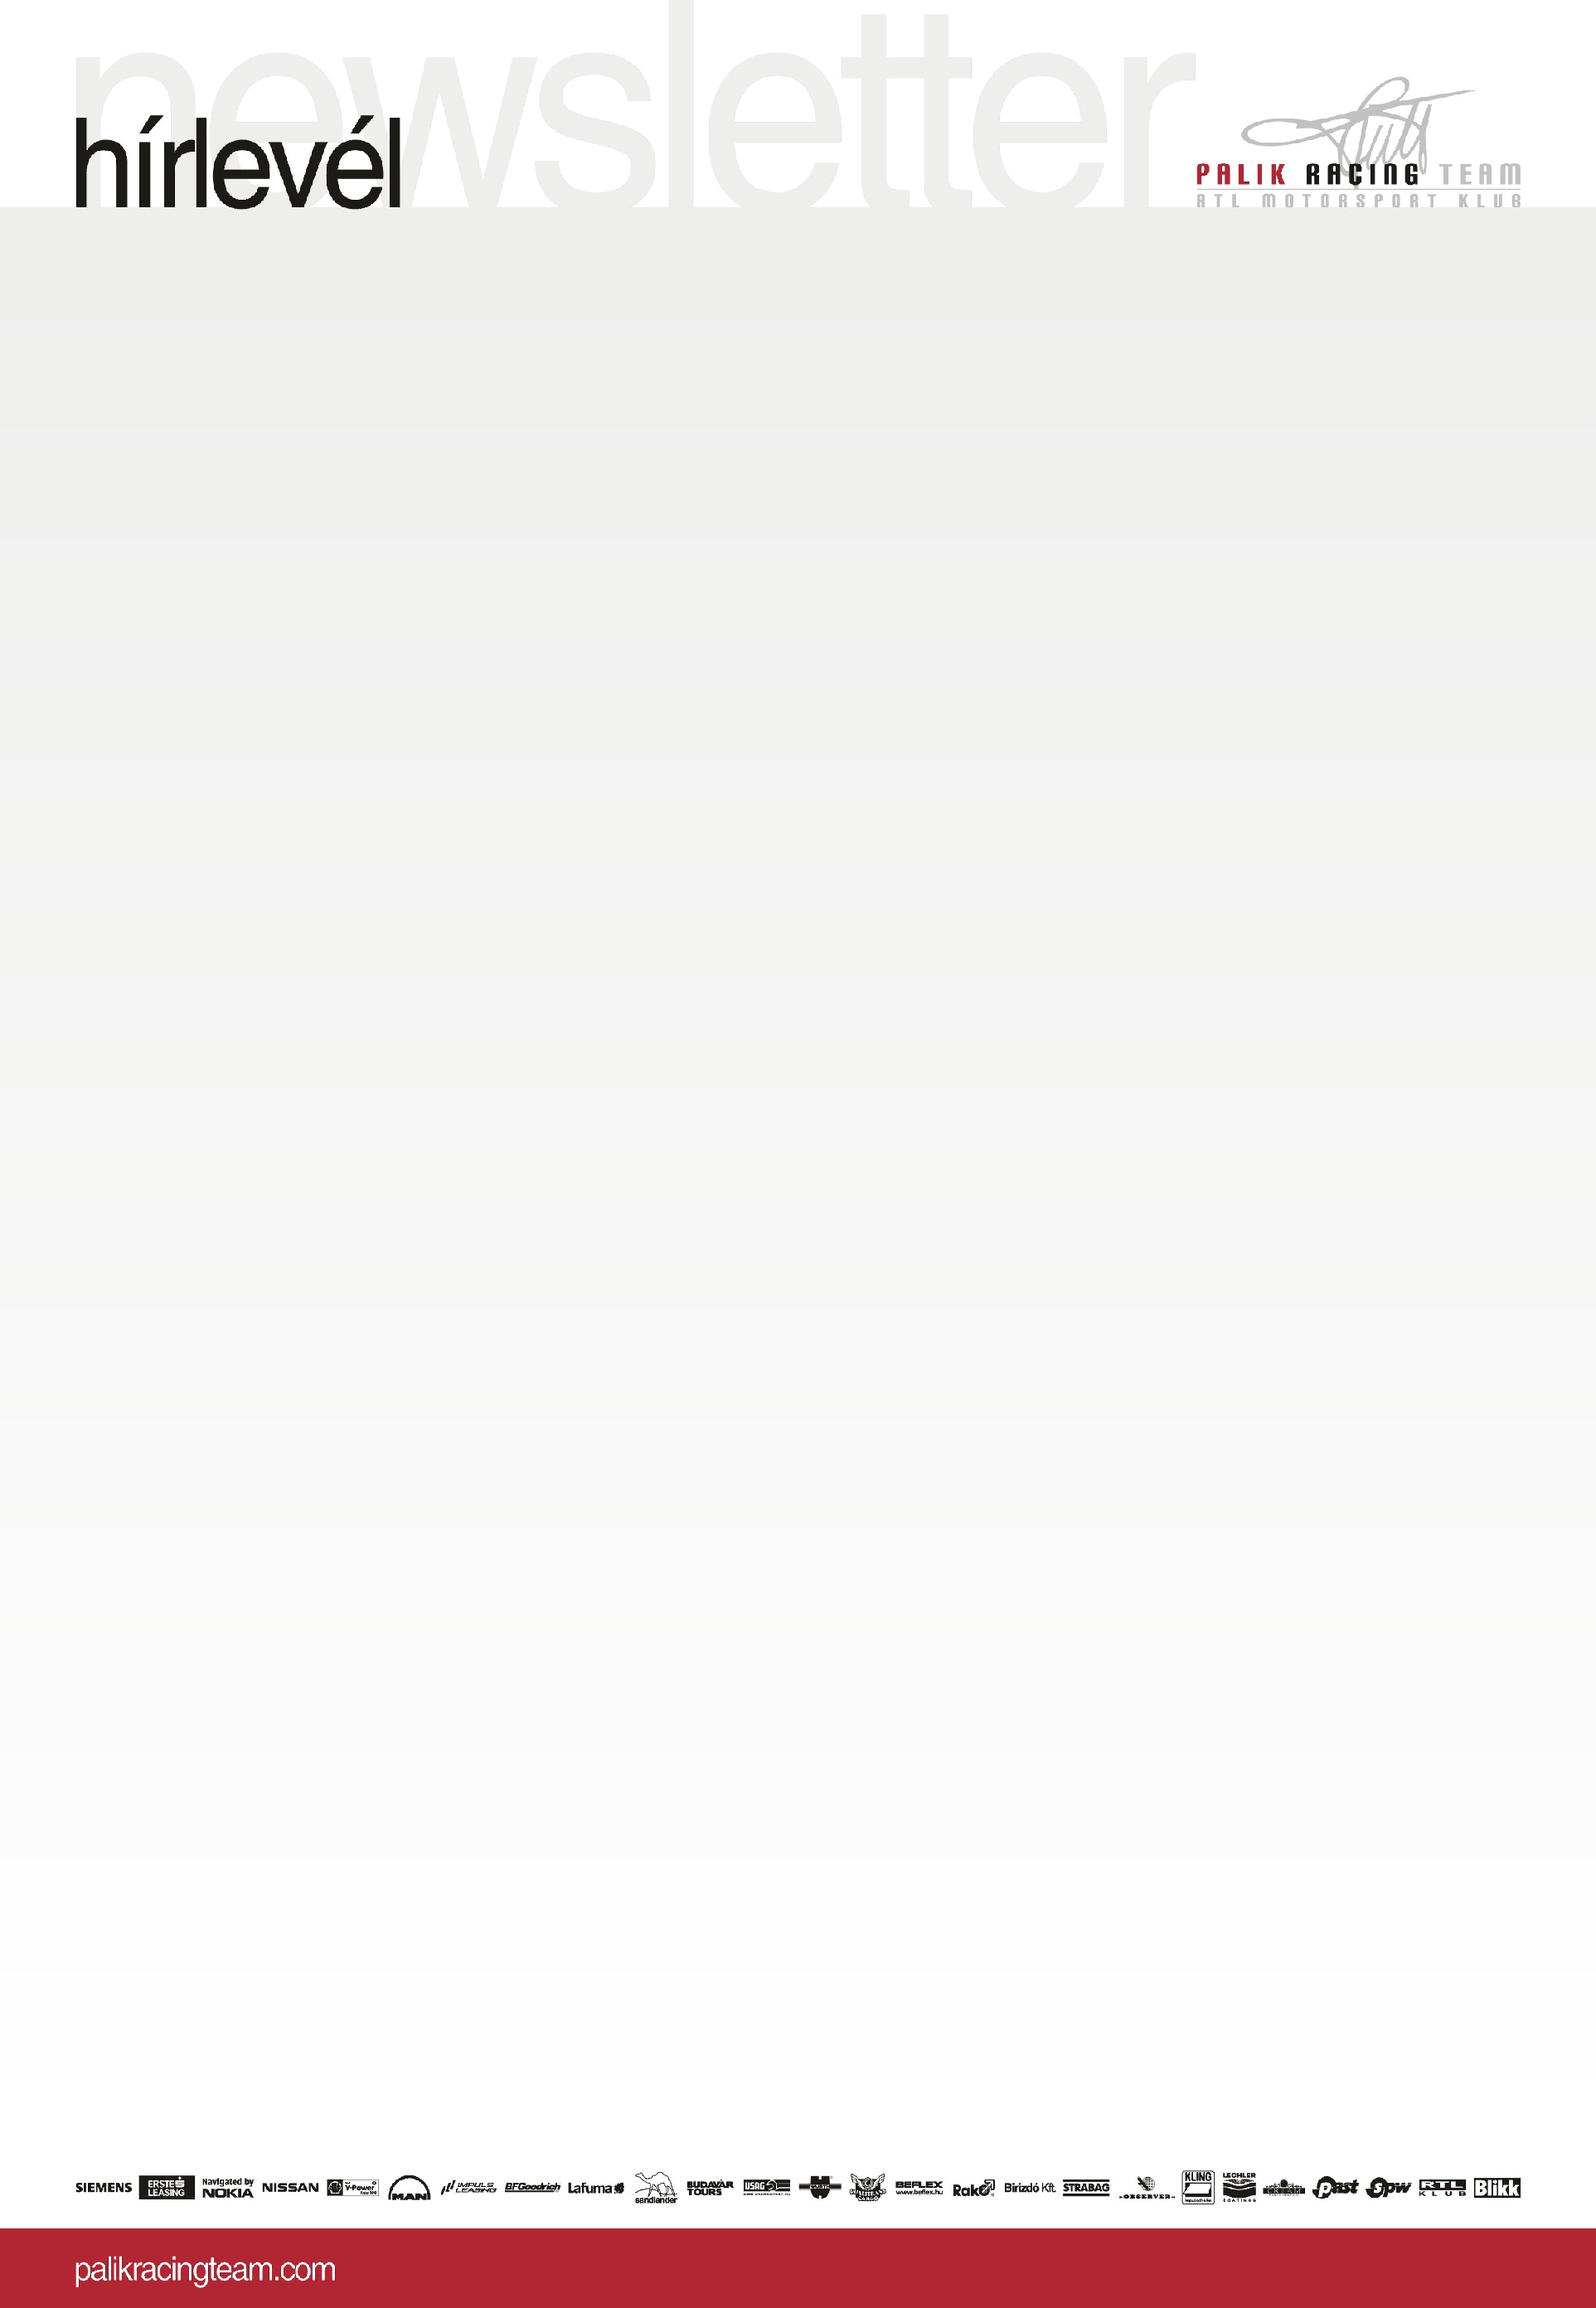 newsletter
hírlevél
PALIK RACING TEAM
RTL MOTORSPORT KLUB
SIEMENS
ERSTE
LEASING
Navigated by
NOKIA
NISSAN
V-Power
MAN
IMPULS
LEASING
BFGoodrich
Lafuma
sandlander
BUDAVÁR
TOURS
USAG
BEFLEX
www.beflex.hu
Rako
Birizdó Kft.
STRABAG
OBSERVER
KLING
LECHLER
COATINGS
past
spw
RTL
KLUB
Blikk
palikracingteam.com